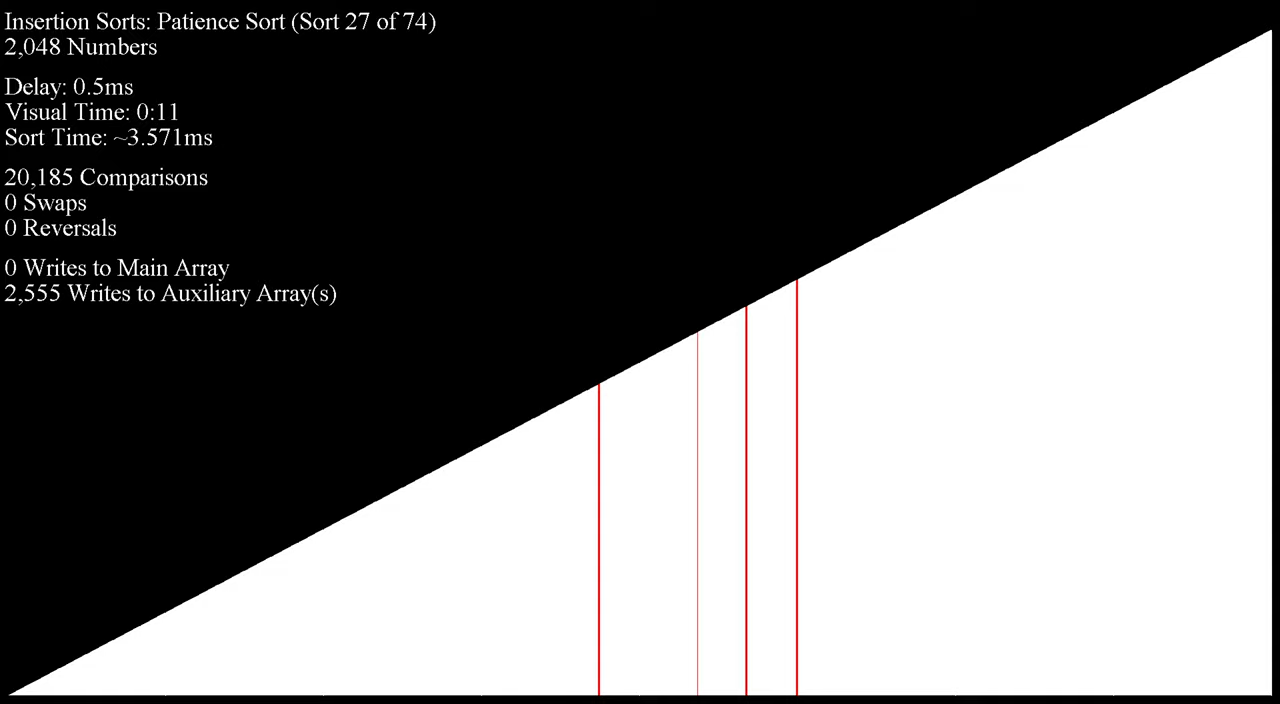 Insertion Sorts: Patience Sort (Sort 27 of 74)
2,048 Numbers
Delay: 0.5ms
Visual Time: 0:11
Sort Time: ~3.571ms
20,185 Comparisons
0 Swaps
0 Reversals
0 Writes to Main Array
2,555 Writes to Auxiliary Array(s)